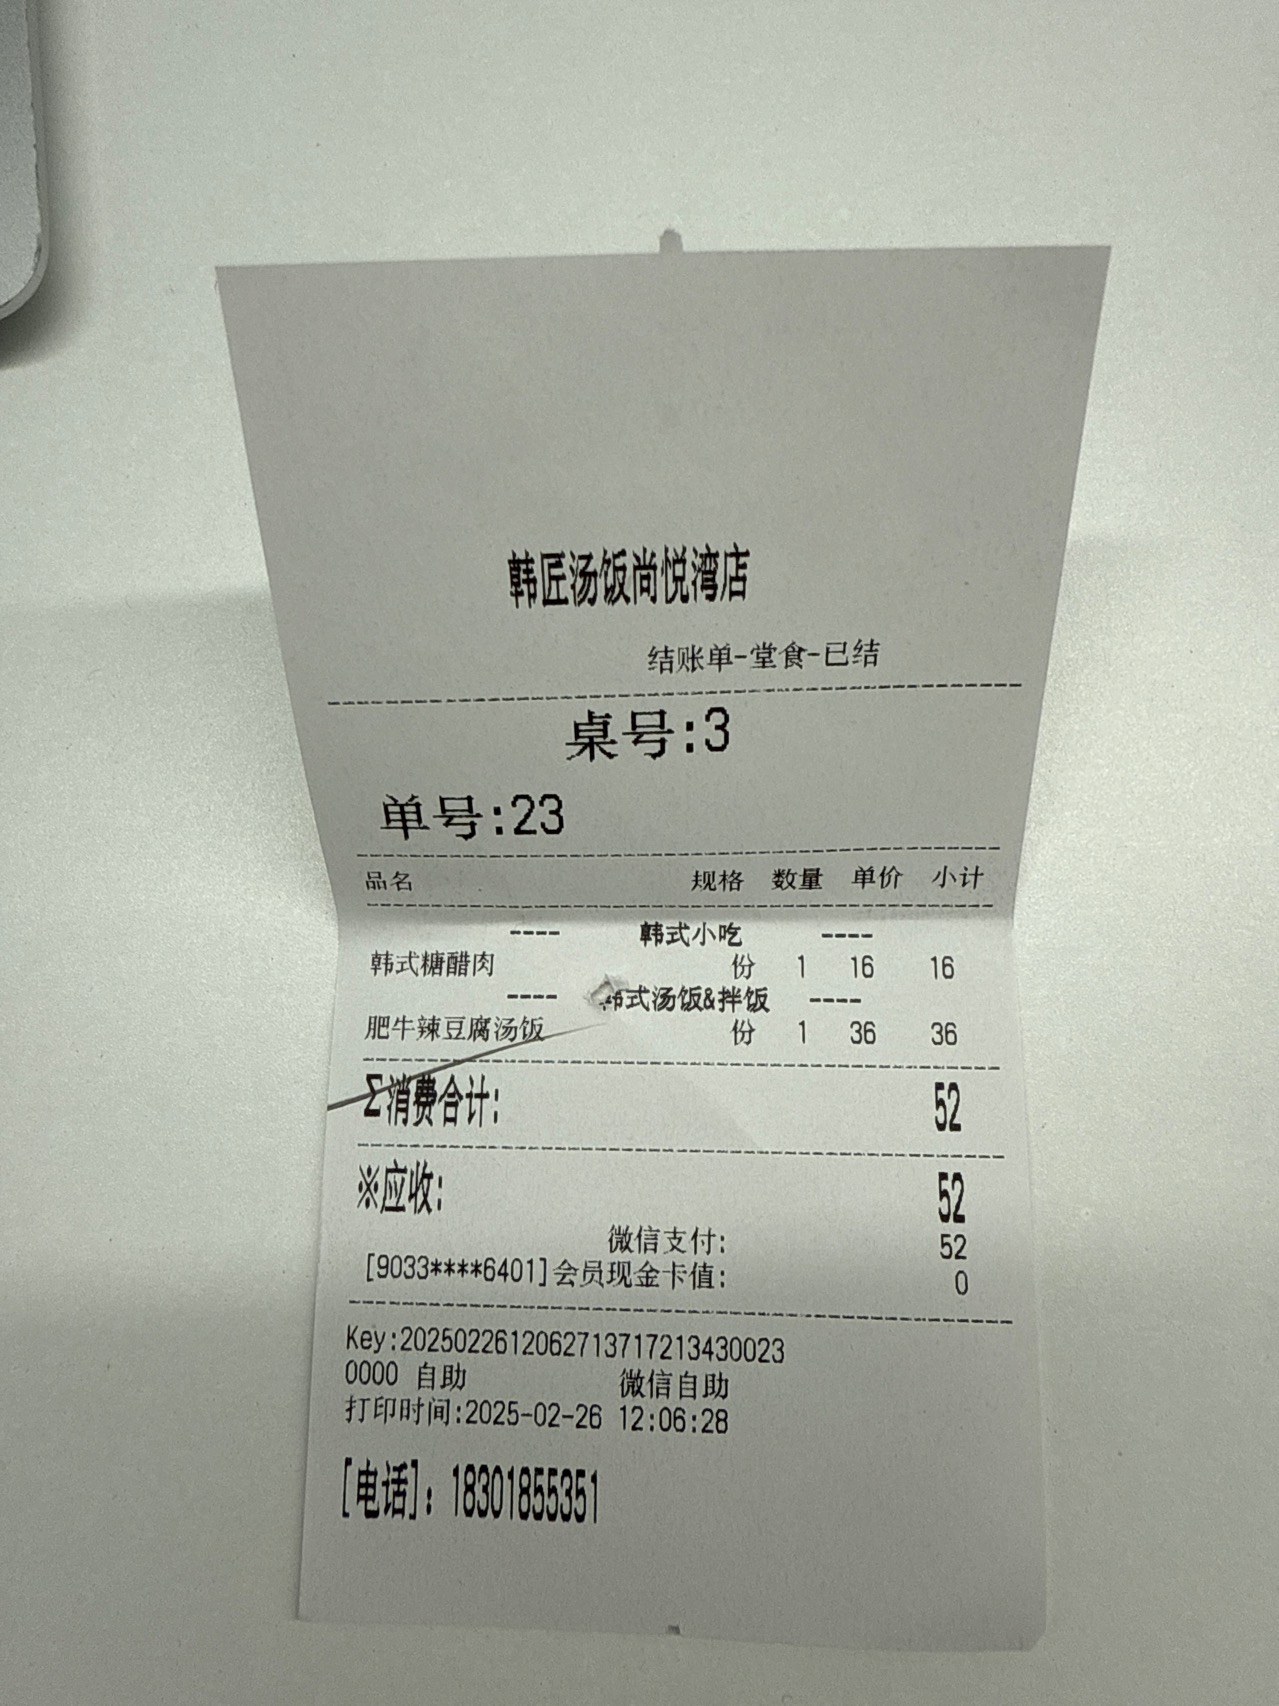 韩匠汤饭尚悦湾店
结账单-堂食-已结
桌号:3
单号:23
品名 规格 数量 单价 小计
---- 韩式小吃 ----
韩式糖醋肉 份 1 16 16
---- 韩式汤饭&拌饭 ----
肥牛辣豆腐汤饭 份 1 36 36
Σ消费合计: 52
※应收: 52
微信支付: 52
[9033****6401]会员现金卡值: 0
Key:2025022612062713717213430023
0000 自助 微信自助
打印时间:2025-02-26 12:06:28
[电话]: 18301855351